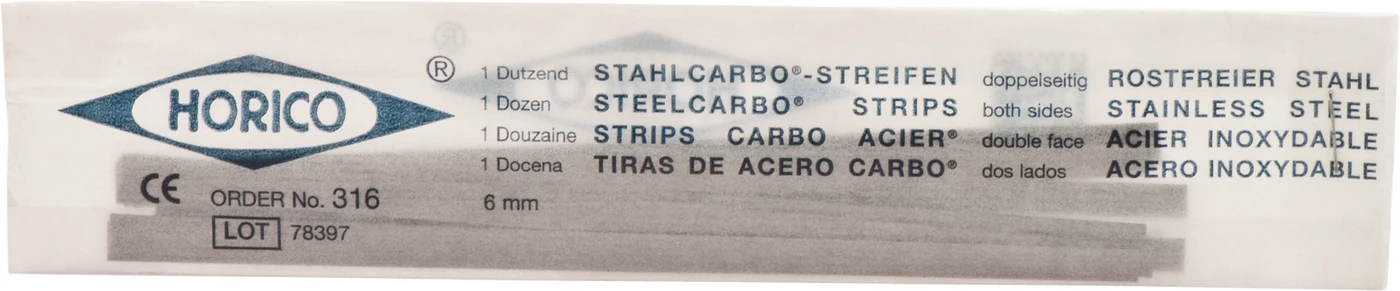 HORICO ®
1 Dutzend STAHLCARBO®-STREIFEN doppelseitig ROSTFREIER STAHL
1 Dozen STEELCARBO® STRIPS both sides STAINLESS STEEL
1 Douzaine STRIPS CARBO ACIER® double face ACIER INOXYDABLE
1 Docena TIRAS DE ACERO CARBO® dos lados ACERO INOXYDABLE
CE ORDER No. 316 6 mm
LOT 78397